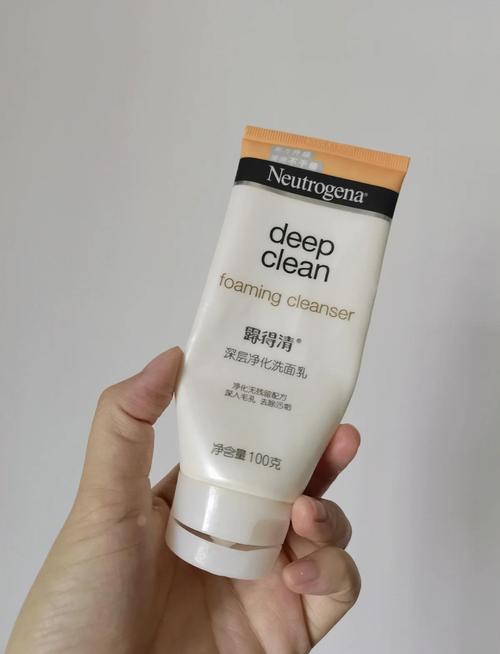 Neutrogena®
deep
clean
foaming cleanser
露得清®
深层净化洗面乳
净化无残留配方
深入毛孔 去除污垢
净含量100克